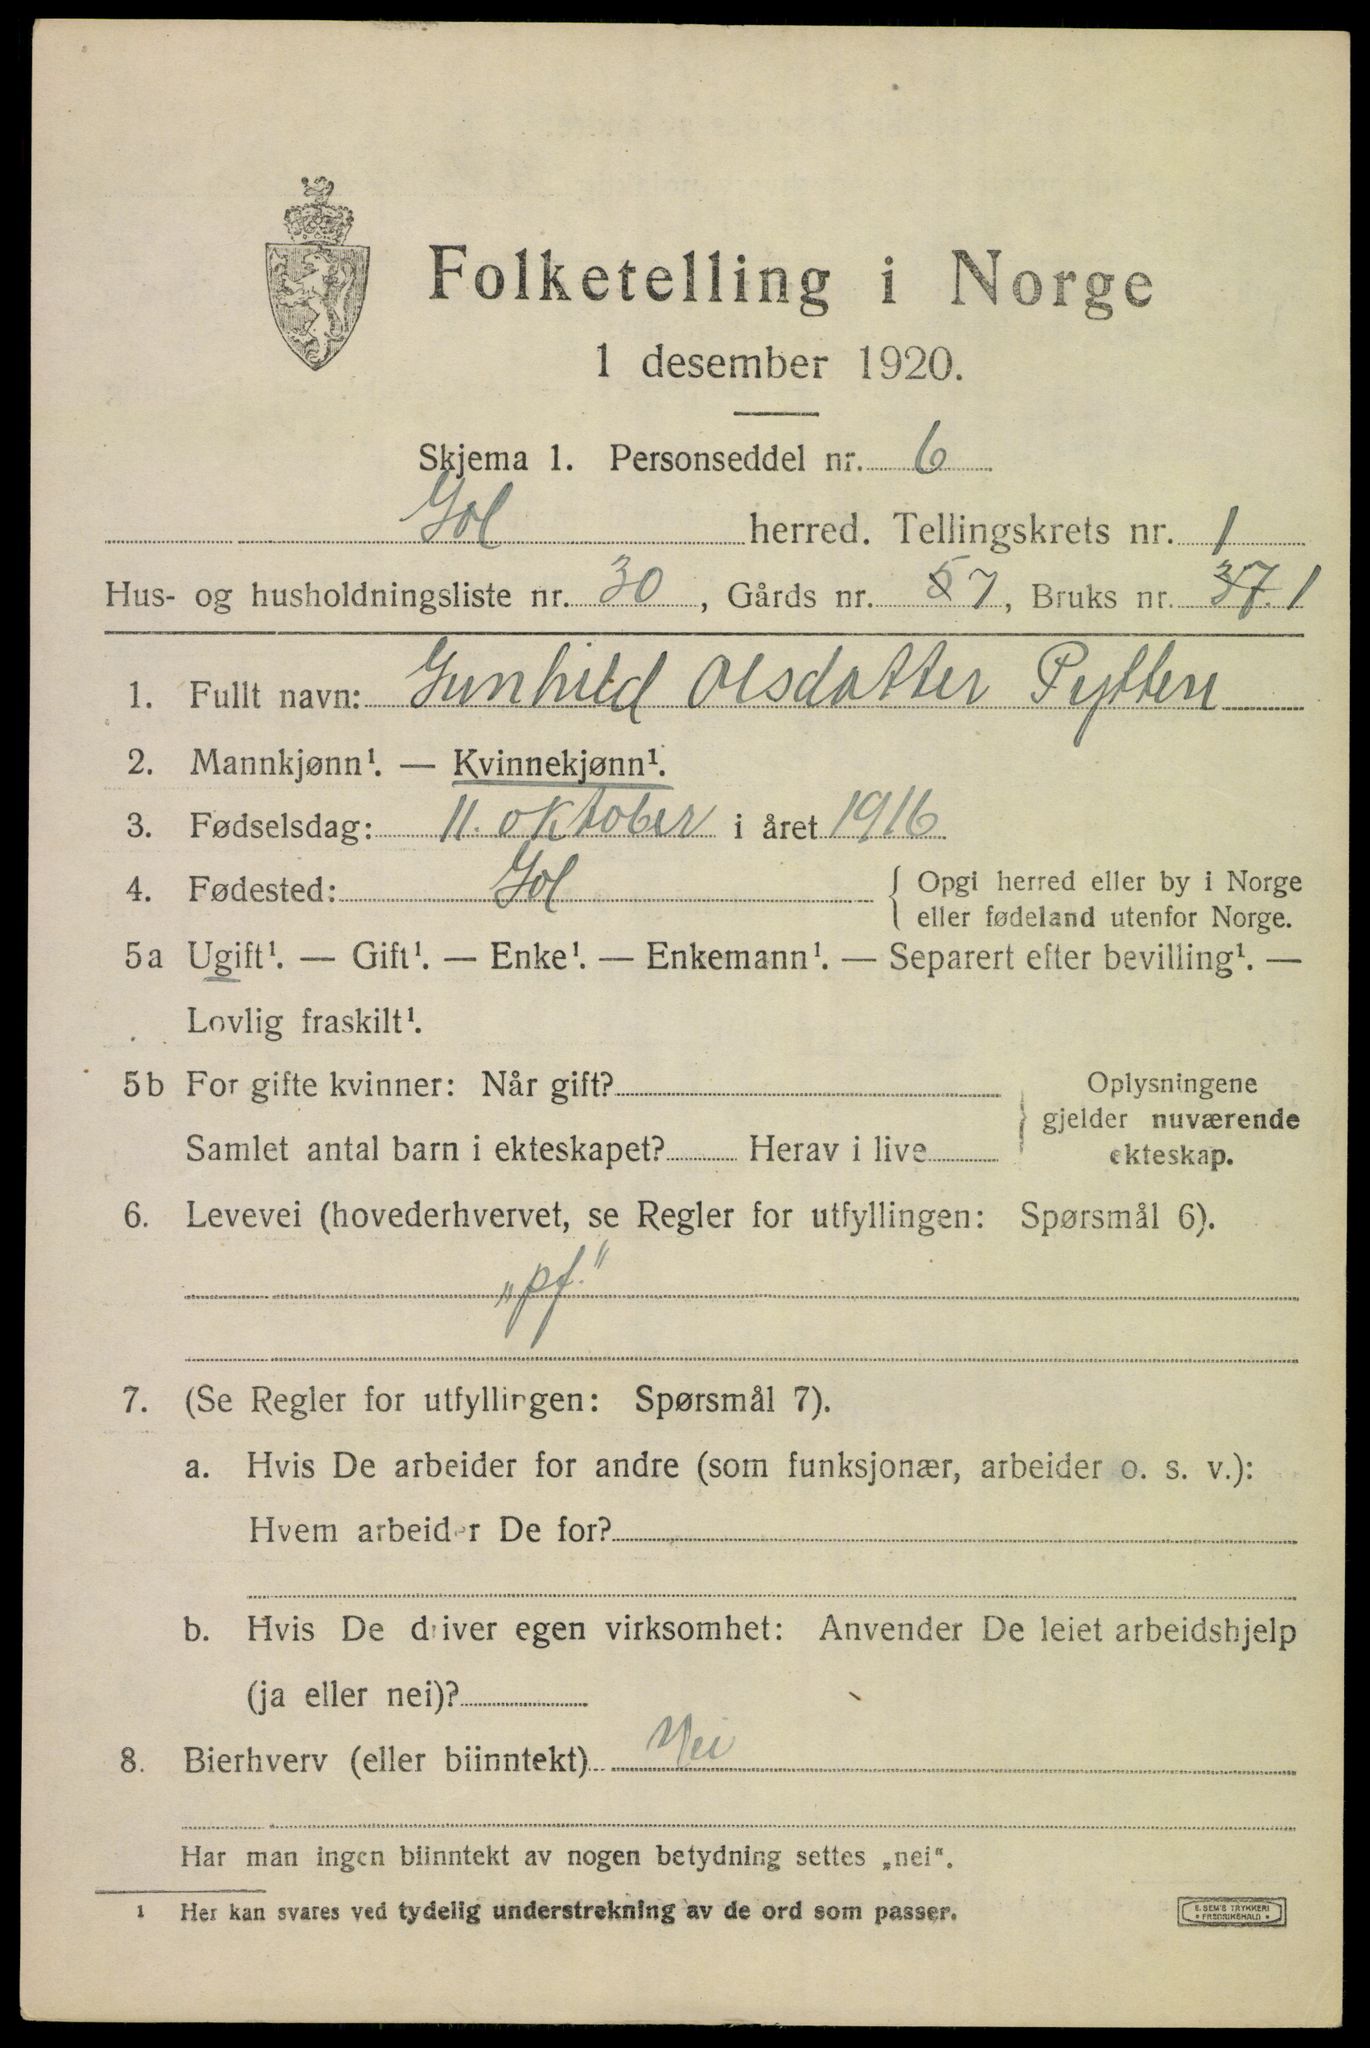 Folketelling i Norge
1 desember 1920.
Skjema 1. Personseddel nr. 6
Gol herred. Tellingskrets nr. 1
Hus- og husholdningsliste nr. 30, Gårds nr. 57, Bruks nr. 37.1
1. Fullt navn: Gunhild Olsdatter Pytten
2. Mannkjønn¹. — Kvinnekjønn¹.
3. Fødselsdag: 11. oktober i året 1916
4. Fødested: Gol { Opgi herred eller by i Norge
eller fødeland utenfor Norge.
5a Ugift¹. — Gift¹. — Enke¹. — Enkemann¹. — Separert efter bevilling¹. —
Lovlig fraskilt¹.
5b For gifte kvinner: Når gift? } Oplysningene
gjelder nuværende
ekteskap.
Samlet antal barn i ekteskapet? Herav i live
6. Levevei (hovederhvervet, se Regler for utfyllingen: Spørsmål 6).
„pf."
7. (Se Regler for utfyllingen: Spørsmål 7).
a. Hvis De arbeider for andre (som funksjonær, arbeider o. s. v.):
Hvem arbeider De for?
b. Hvis De driver egen virksomhet: Anvender De leiet arbeidshjelp
(ja eller nei)?
8. Bierhverv (eller biinntekt) Nei
Har man ingen biinntekt av nogen betydning settes „nei“.
1 Her kan svares ved tydelig understrekning av de ord som passer.
E. SEM'S TRYKKERI
• FREDRIKSHALD •